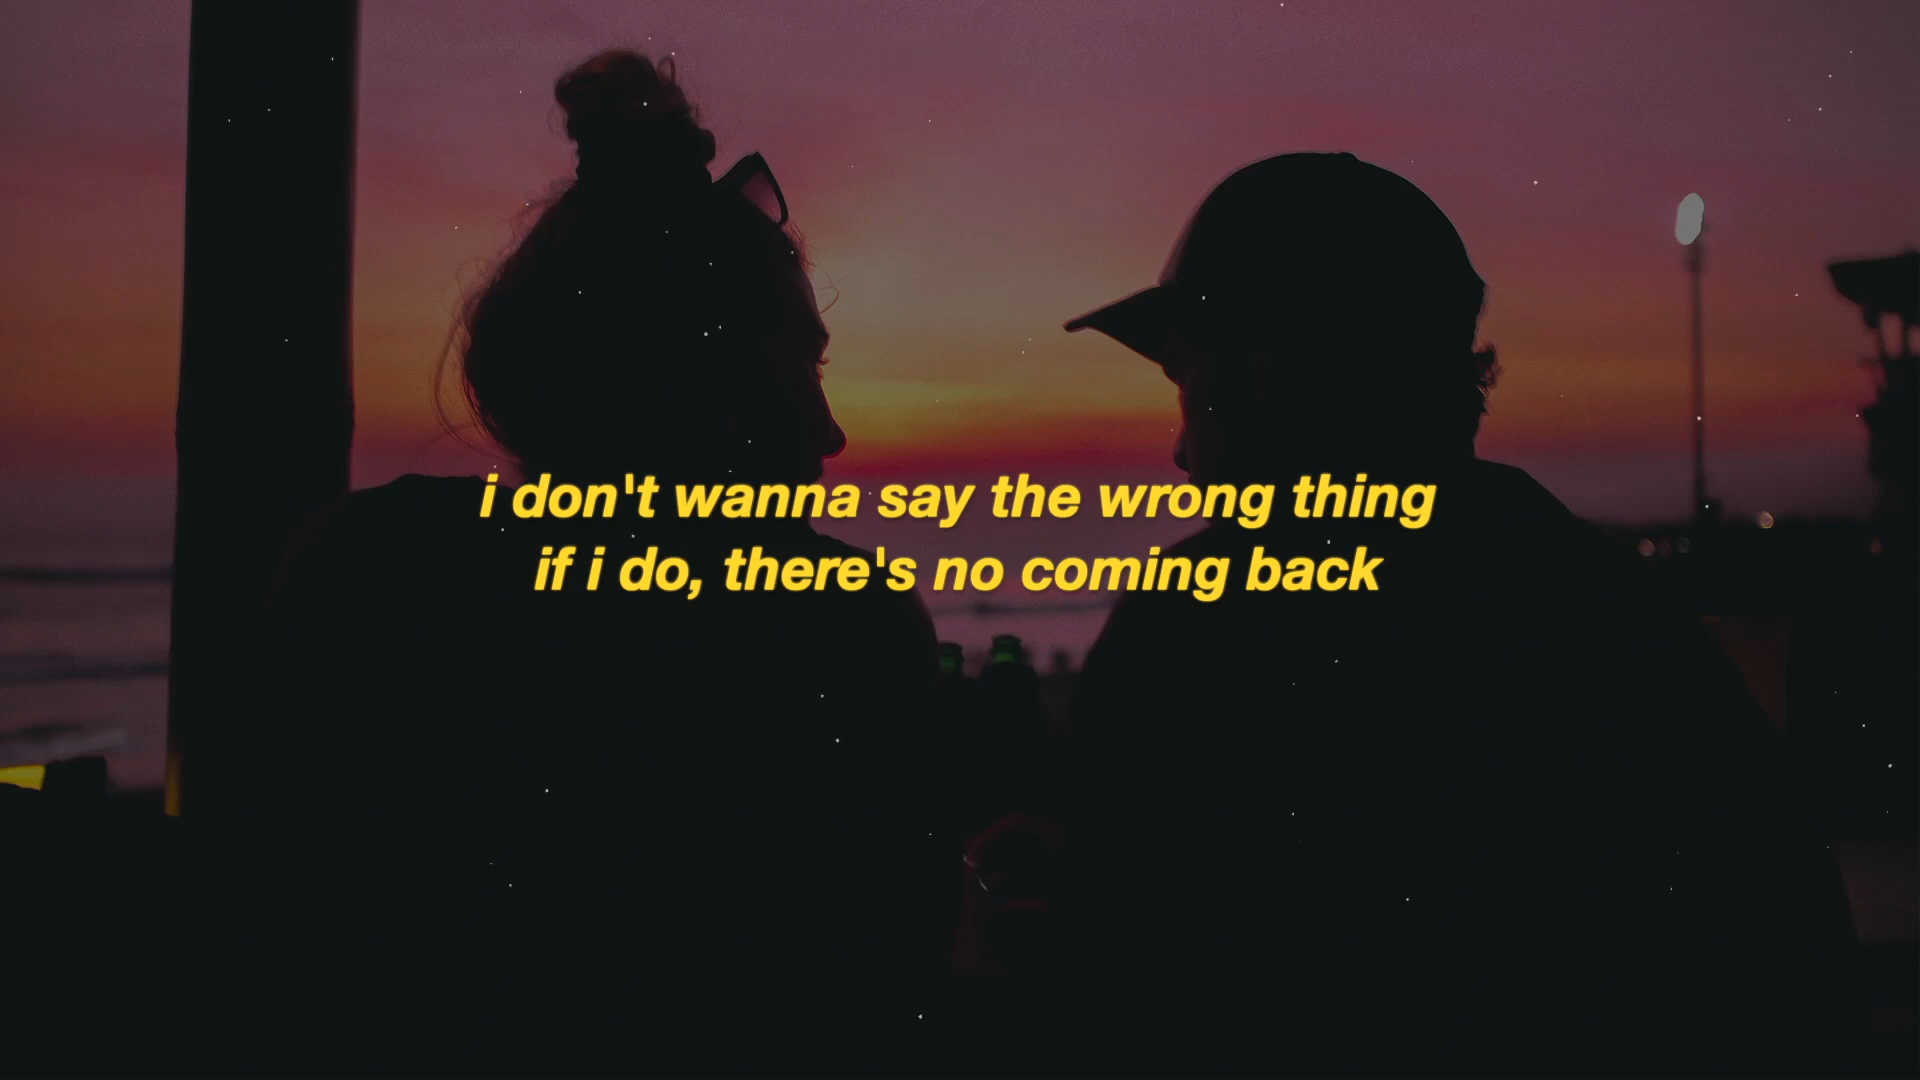 i don't wanna say the wrong thing
if i do, there's no coming back